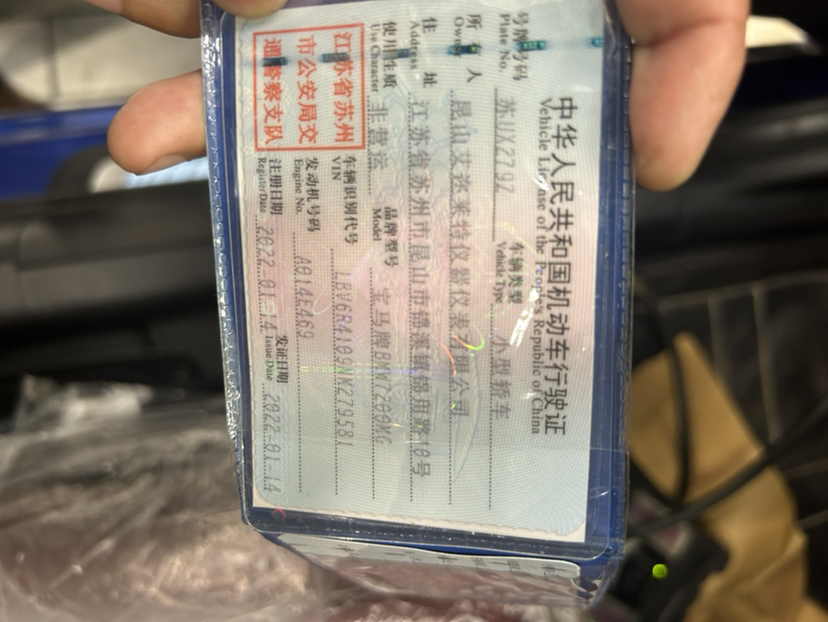 中华人民共和国机动车行驶证
Vehicle License of the People's Republic of China
号牌号码 苏UXZ79Z 车辆类型 小型轿车
Plate No. Vehicle Type
所有人 昆山艾弥莱特仪器仪表有限公司
Owner
住址 江苏省苏州市昆山市锦溪镇锦甪路18号
Address
使用性质 非营运 品牌型号 宝马牌BMW7200MG
Use Character Model
江苏省苏州
市公安局交
通警察支队
车辆识别代号
VIN
发动机号码 A014E469
Engine No.
注册日期 2022-01-14 发证日期 2022-01-14
Register Date Issue Date